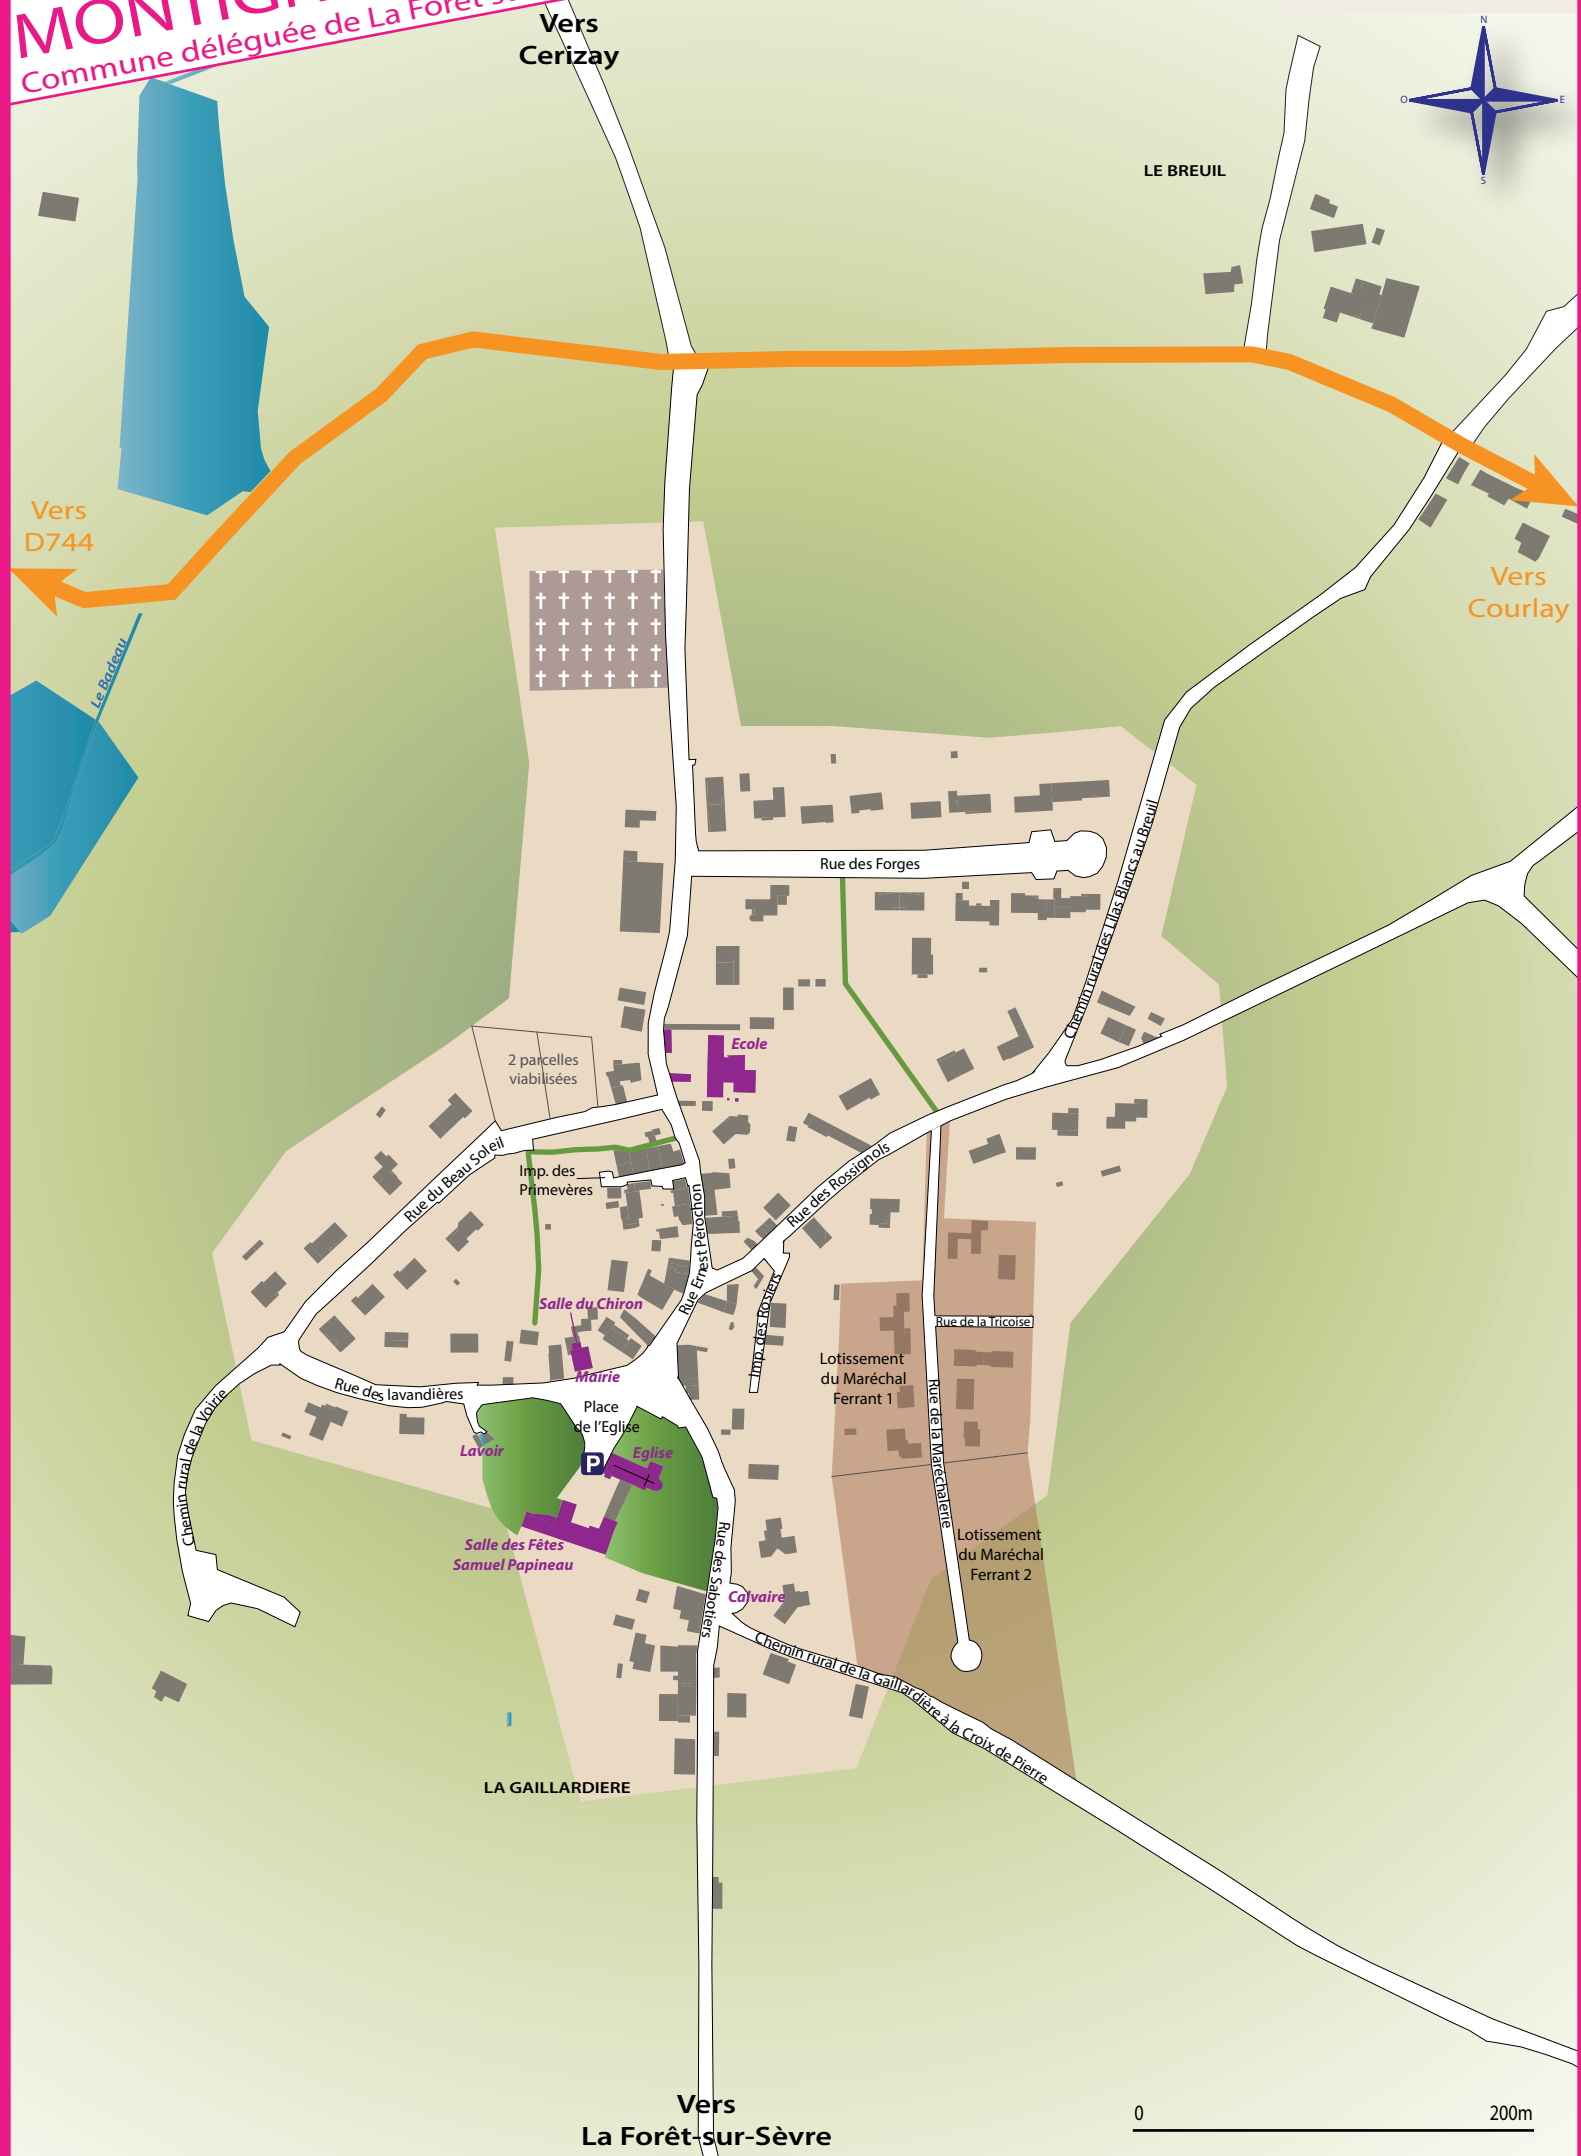 Commune déléguée de La Forêt
Vers
Cerizay
N
O
E
S
LE BREUIL
Vers
D744
Vers
Courlay
Le Badeau
Rue des Forges
Chemin rural des Lilas Blancs au Breuil
Ecole
2 parcelles
viabilisées
Rue du Beau Soleil
Imp. des
Primevères
Rue des Rossignols
Rue Ernest Pérochon
Imp. des Rosiers
Salle du Chiron
Mairie
Rue de la Tricoise
Lotissement
du Maréchal
Ferrant 1
Rue de la Maréchalerie
Rue des lavandières
Chemin rural de la Voirie
Place
de l'Eglise
Lavoir
P
Eglise
Salle des Fêtes
Samuel Papineau
Lotissement
du Maréchal
Ferrant 2
Rue des Sabotiers
Calvaire
Chemin rural de la Gaillardière à la Croix de Pierre
LA GAILLARDIERE
Vers
La Forêt-sur-Sèvre
0
200m